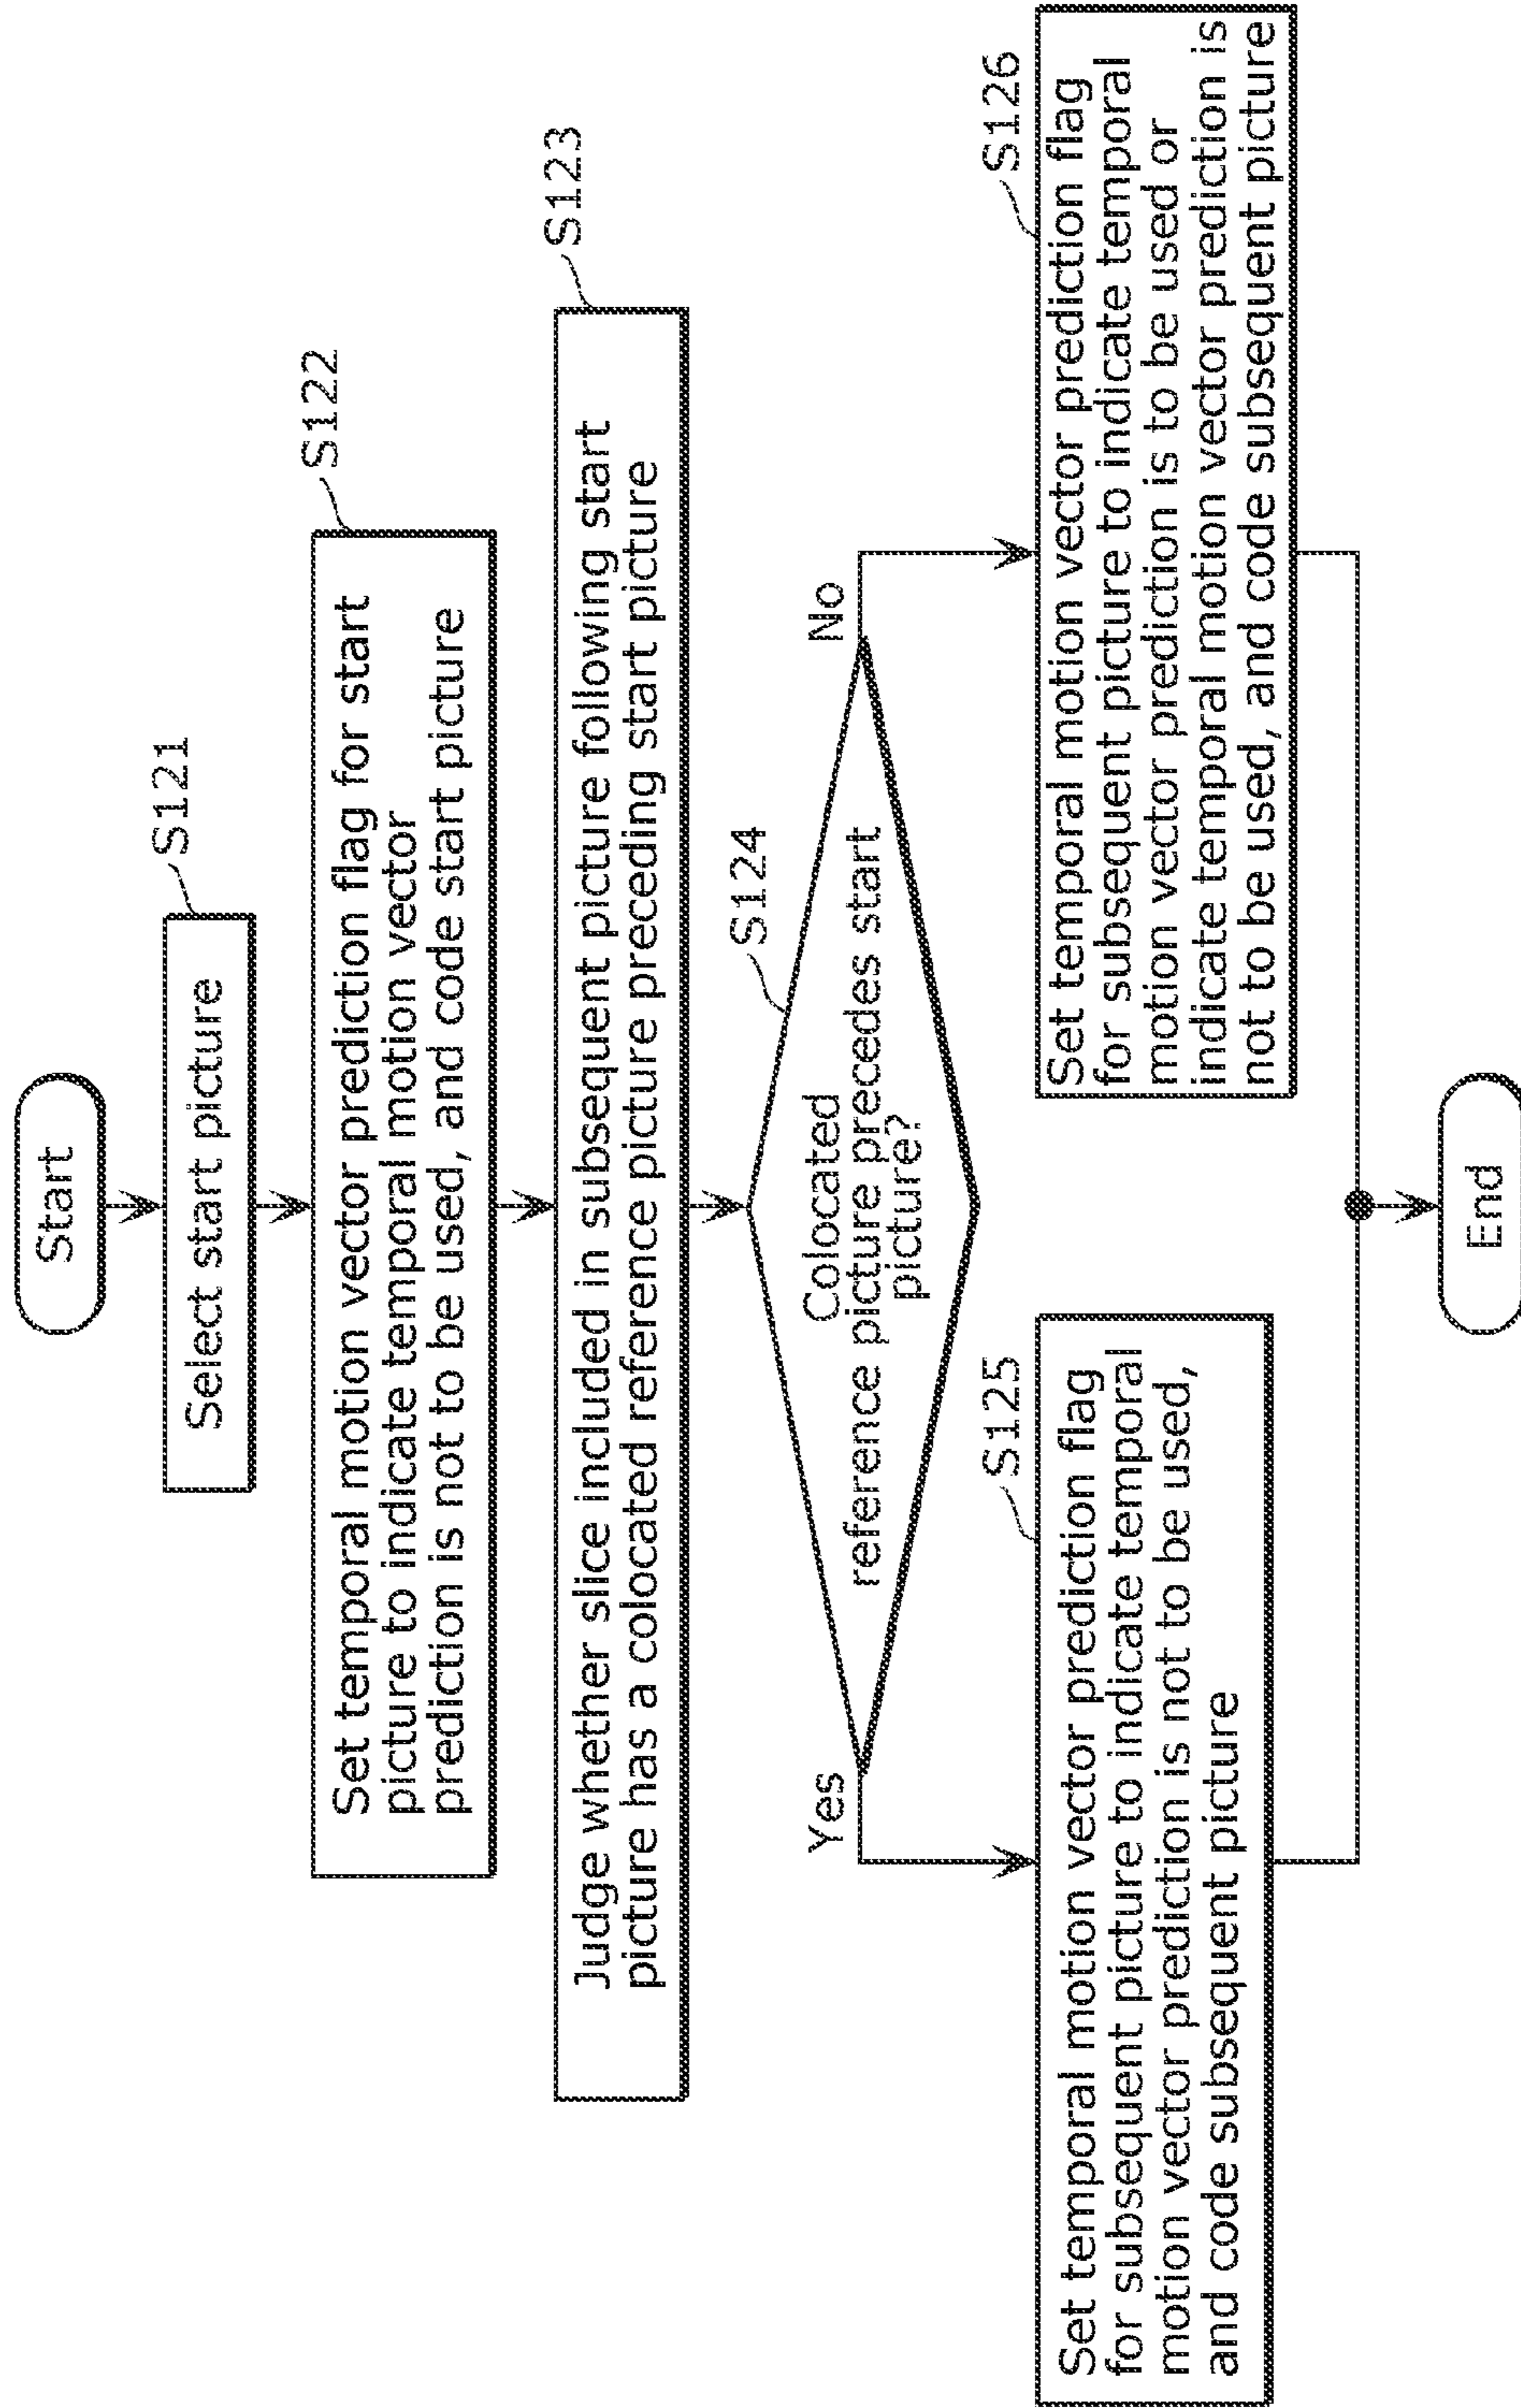 Start
S121
Select start picture
S122
Set temporal motion vector prediction flag for start
picture to indicate temporal motion vector
prediction is not to be used, and code start picture
S123
Judge whether slice included in subsequent picture following start
picture has a colocated reference picture preceding start picture
S124
Colocated
reference picture precedes start
picture?
Yes
No
S125
Set temporal motion vector prediction flag
for subsequent picture to indicate temporal
motion vector prediction is not to be used,
and code subsequent picture
S126
Set temporal motion vector prediction flag
for subsequent picture to indicate temporal
motion vector prediction is to be used or
indicate temporal motion vector prediction is
not to be used, and code subsequent picture
End